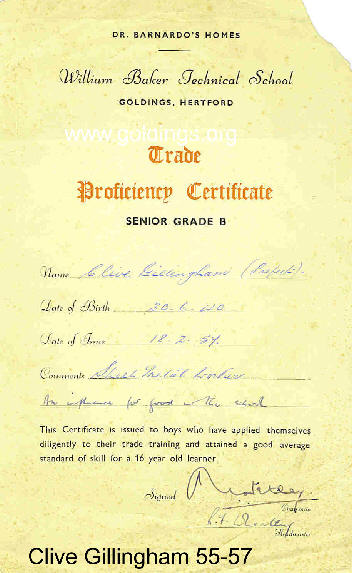 DR. BARNARDO'S HOMES
William Baker Technical School
GOLDINGS, HERTFORD
www.goldings.org
Trade
Proficiency Certificate
SENIOR GRADE B
Name Clive Gillingham (Prefect).
Date of Birth 20. 6. 40
Date of Issue 18. 2. 57.
Comments Sheet Metal Worker
An influence for good in the school
This Certificate is issued to boys who have applied themselves
diligently to their trade training and attained a good average
standard of skill for a 16 year old learner.
Signed
Headmaster
Clive Gillingham 55-57